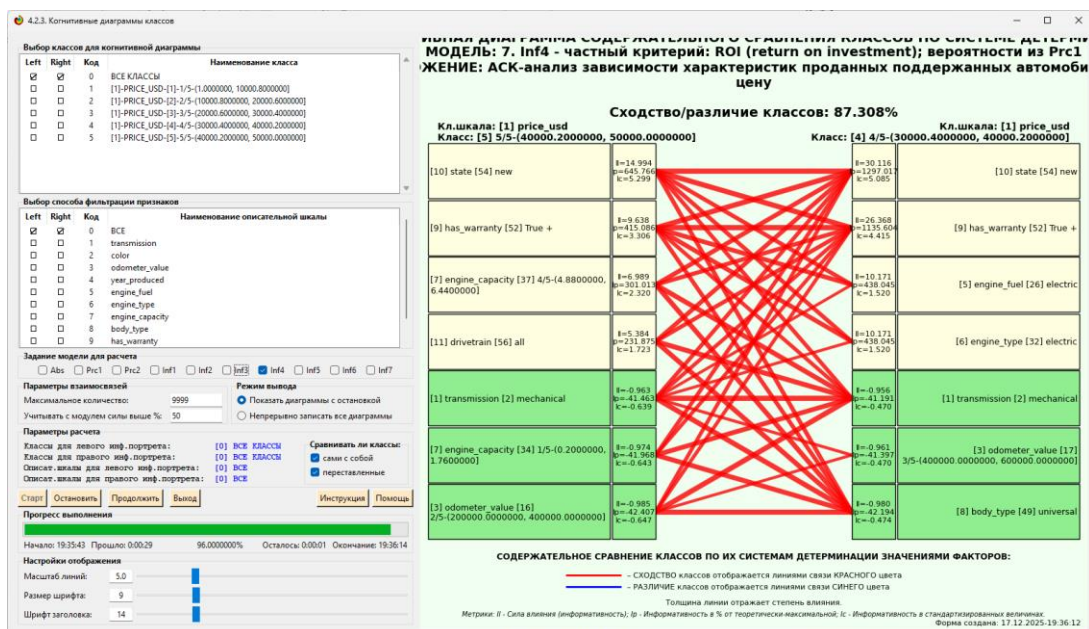 4.2.3. Когнитивные диаграммы классов
Выбор классов для когнитивной диаграммы
Left Right Код Наименование класса
0 ВСЕ КЛАССЫ
1 [1]-PRICE_USD-[1]-1/5-(1.0000000, 10000.8000000]
2 [1]-PRICE_USD-[2]-2/5-(10000.8000000, 20000.6000000]
3 [1]-PRICE_USD-[3]-3/5-(20000.6000000, 30000.4000000]
4 [1]-PRICE_USD-[4]-4/5-(30000.4000000, 40000.2000000]
5 [1]-PRICE_USD-[5]-5/5-(40000.2000000, 50000.0000000]
Выбор способа фильтрации признаков
Left Right Код Наименование описательной шкалы
0 ВСЕ
1 transmission
2 color
3 odometer_value
4 year_produced
5 engine_fuel
6 engine_type
7 engine_capacity
8 body_type
9 has_warranty
Задание модели для расчета
Abs Prc1 Prc2 Inf1 Inf2 Inf3 Inf4 Inf5 Inf6 Inf7
Параметры взаимосвязей
Максимальное количество: 9999
Учитывать с модулем силы выше %: 50
Режим вывода
Показать диаграммы с остановкой
Непрерывно записать все диаграммы
Параметры расчета
Классы для левого инф.портрета: [0] ВСЕ КЛАССЫ
Классы для правого инф.портрета: [0] ВСЕ КЛАССЫ
Описат.шкалы для левого инф.портрета: [0] ВСЕ
Описат.шкалы для правого инф.портрета: [0] ВСЕ
Сравнивать ли классы:
сами с собой
переставленные
Старт Остановить Продолжить Выход Инструкция Помощь
Прогресс выполнения
Начало: 19:35:43 Прошло: 0:00:29 96.0000000% Осталось: 0:00:01 Окончание: 19:36:14
Настройки отображения
Масштаб линий: 5.0
Размер шрифта: 9
Шрифт заголовка: 14
ИВНАЯ ДИАГРАММА СОДЕРЖАТЕЛЬНОГО СРАВНЕНИЯ КЛАССОВ ПО СИСТЕМЕ ДЕТЕРМИ
МОДЕЛЬ: 7. Inf4 - частный критерий: ROI (return on investment); вероятности из Prc1
ОЖЕНИЕ: АСК-анализ зависимости характеристик проданных поддержанных автомоби
цену
Сходство/различие классов: 87.308%
Кл.шкала: [1] price_usd
Класс: [5] 5/5-(40000.2000000, 50000.0000000]
Кл.шкала: [1] price_usd
Класс: [4] 4/5-(30000.4000000, 40000.2000000]
[10] state [54] new
II=14.994
Ip=645.766
Ic=5.299
[9] has_warranty [52] True +
II=9.638
Ip=415.086
Ic=3.306
[7] engine_capacity [37] 4/5-(4.8800000,
6.4400000]
II=6.989
Ip=301.013
Ic=2.320
[11] drivetrain [56] all
II=5.384
Ip=231.875
Ic=1.723
[1] transmission [2] mechanical
II=-0.963
Ip=-41.463
Ic=-0.639
[7] engine_capacity [34] 1/5-(0.2000000,
1.7600000]
II=-0.974
Ip=-41.968
Ic=-0.643
[3] odometer_value [16]
2/5-(200000.0000000, 400000.0000000]
II=-0.985
Ip=-42.407
Ic=-0.647
II=30.116
p=1297.017
Ic=5.085
[10] state [54] new
II=26.368
p=1135.604
Ic=4.415
[9] has_warranty [52] True +
II=10.171
Ip=438.045
Ic=1.520
[5] engine_fuel [26] electric
II=10.171
Ip=438.045
Ic=1.520
[6] engine_type [32] electric
II=-0.956
Ip=-41.191
Ic=-0.470
[1] transmission [2] mechanical
II=-0.961
Ip=-41.397
Ic=-0.470
[3] odometer_value [17]
3/5-(400000.0000000, 600000.0000000]
II=-0.980
Ip=-42.194
Ic=-0.474
[8] body_type [49] universal
СОДЕРЖАТЕЛЬНОЕ СРАВНЕНИЕ КЛАССОВ ПО ИХ СИСТЕМАМ ДЕТЕРМИНАЦИИ ЗНАЧЕНИЯМИ ФАКТОРОВ:
– СХОДСТВО классов отображается линиями связи КРАСНОГО цвета
– РАЗЛИЧИЕ классов отображается линиями связи СИНЕГО цвета
Толщина линии отражает степень влияния.
Метрики: II - Сила влияния (информативность); Ip - Информативность в % от теоретически-максимальной; Ic - Информативность в стандартизированных величинах.
Форма создана: 17.12.2025-19:36:12